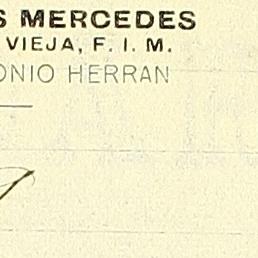 S MERCEDES
VIEJA, F. I. M.
ONIO HERRAN